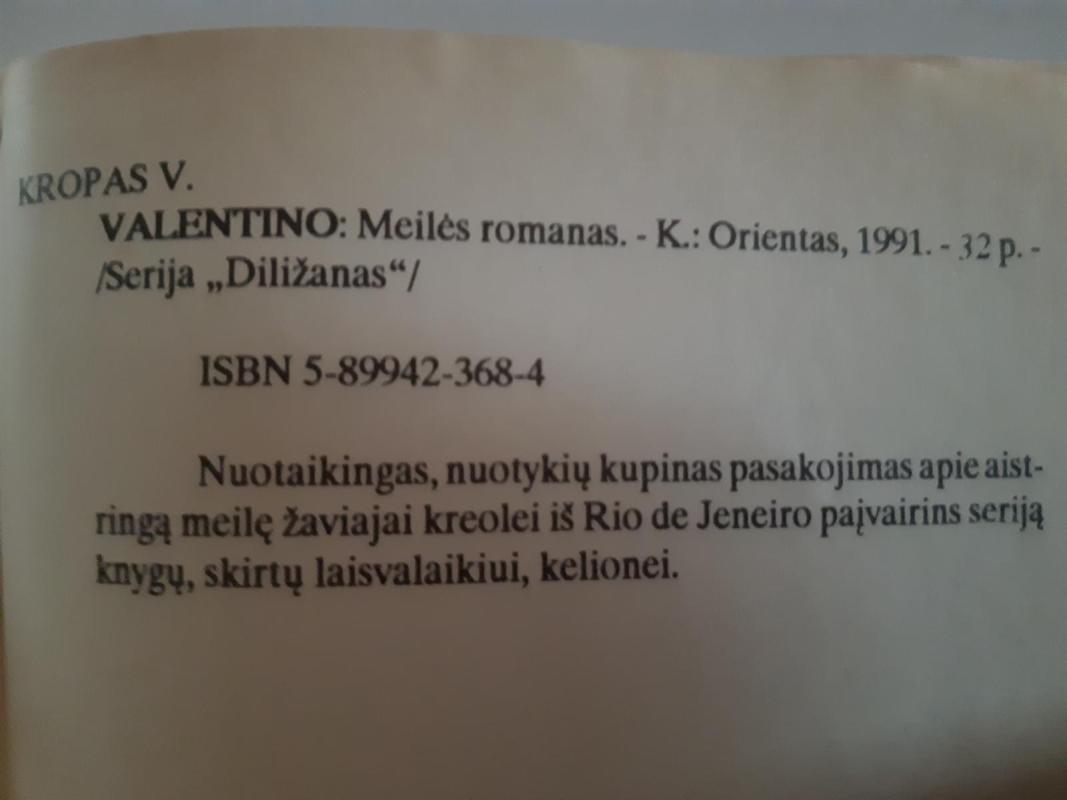 KROPAS V.
VALENTINO: Meilės romanas. - K.: Orientas, 1991. - 32 p. -
/Serija „Diližanas“/
ISBN 5-89942-368-4
Nuotaikingas, nuotykių kupinas pasakojimas apie aist-
ringą meilę žaviajai kreolei iš Rio de Jeneiro paįvairins seriją
knygų, skirtų laisvalaikiui, kelionei.